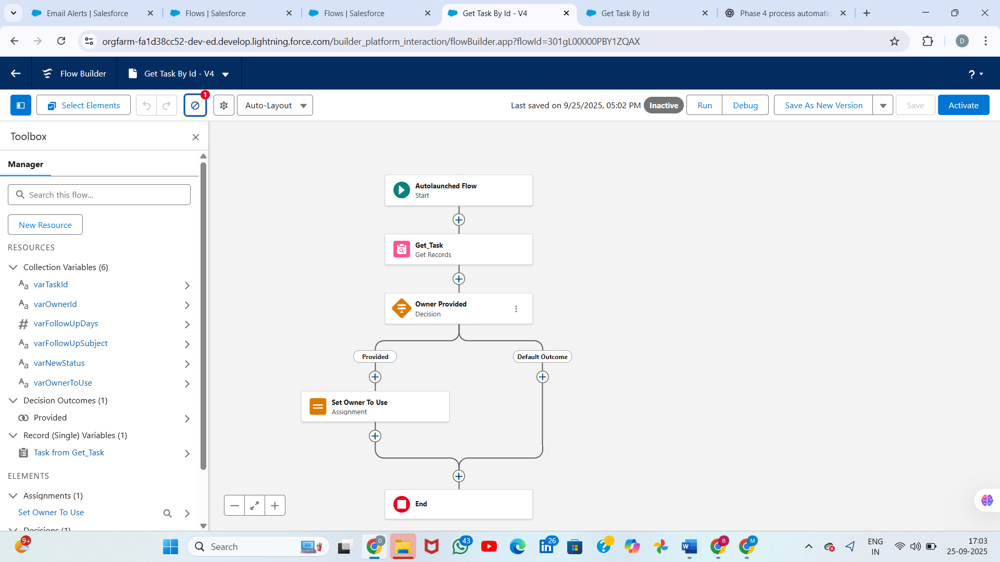 Email Alerts | Salesforce
Flows | Salesforce
Flows | Salesforce
Get Task By Id - V4
Get Task By Id
Phase 4 process automatio
orgfarm-fa1d38cc52-dev-ed.develop.lightning.force.com/builder_platform_interaction/flowBuilder.app?flowId=301gL00000PBY1ZQAX
D
Flow Builder
Get Task By Id - V4
?
Select Elements
1
Auto-Layout
Last saved on 9/25/2025, 05:02 PM
Inactive
Run
Debug
Save As New Version
Save
Activate
Toolbox
Manager
Search this flow...
New Resource
RESOURCES
Collection Variables (6)
Aa varTaskId
Aa varOwnerId
# varFollowUpDays
Aa varFollowUpSubject
Aa varNewStatus
Aa varOwnerToUse
Decision Outcomes (1)
Provided
Record (Single) Variables (1)
Task from Get_Task
ELEMENTS
Assignments (1)
Set Owner To Use
Decisions (1)
Autolaunched Flow
Start
Get_Task
Get Records
Owner Provided
Decision
Provided
Default Outcome
Set Owner To Use
Assignment
End
9+
Search
D
43
26
W
B
M
ENG
IN
17:03
25-09-2025